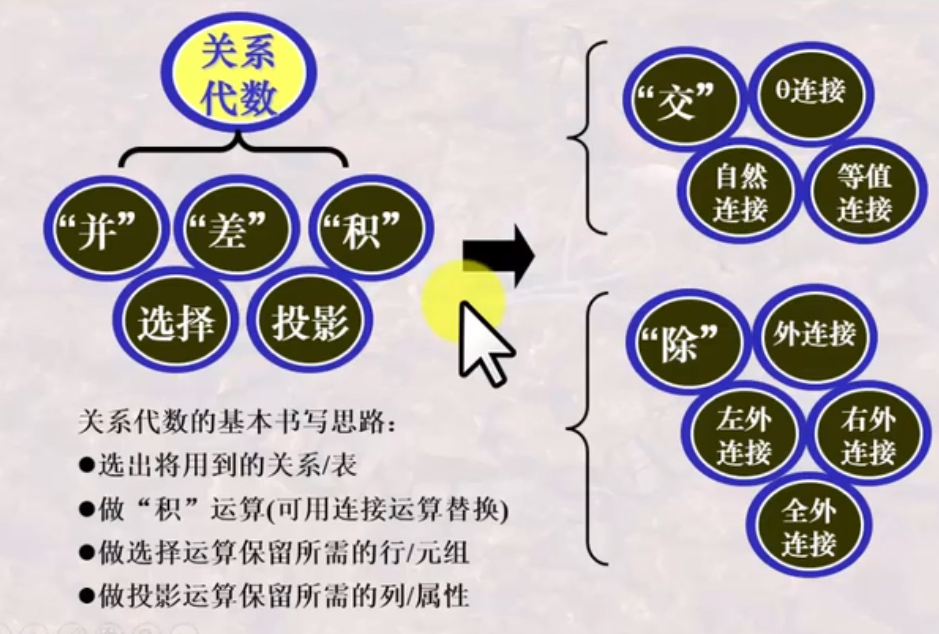 关系
代数
“并”
“差”
“积”
选择
投影
“交”
θ连接
自然
连接
等值
连接
“除”
外连接
左外
连接
右外
连接
全外
连接
关系代数的基本书写思路：
●选出将用到的关系/表
●做“积”运算(可用连接运算替换)
●做选择运算保留所需的行/元组
●做投影运算保留所需的列/属性